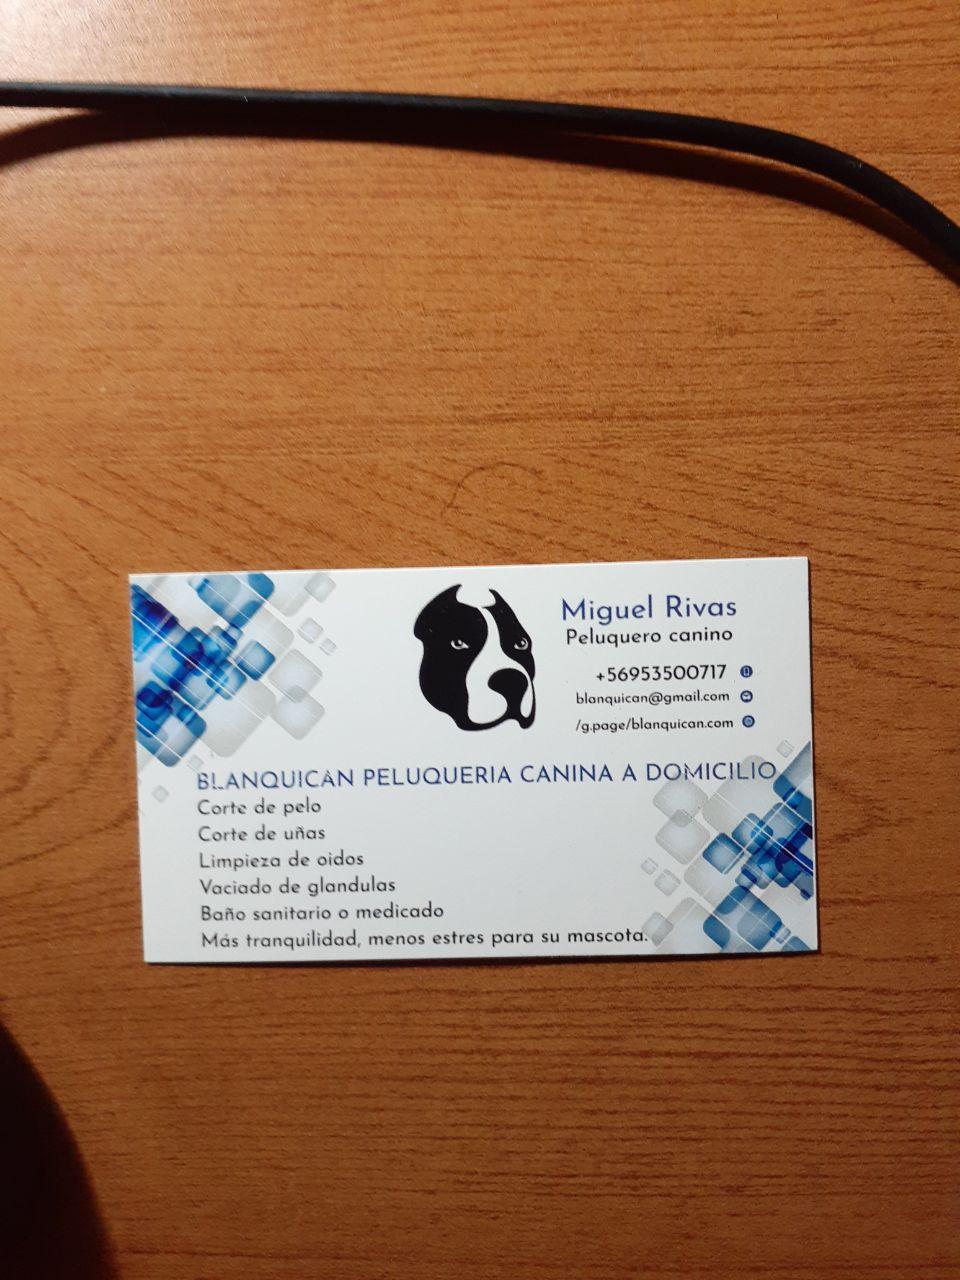 Miguel Rivas
Peluquero canino
+56953500717
blanquican@gmail.com
/g.page/blanquican.com
BLANQUICAN PELUQUERIA CANINA A DOMICILIO
Corte de pelo
Corte de uñas
Limpieza de oidos
Vaciado de glandulas
Baño sanitario o medicado
Más tranquilidad, menos estres para su mascota.